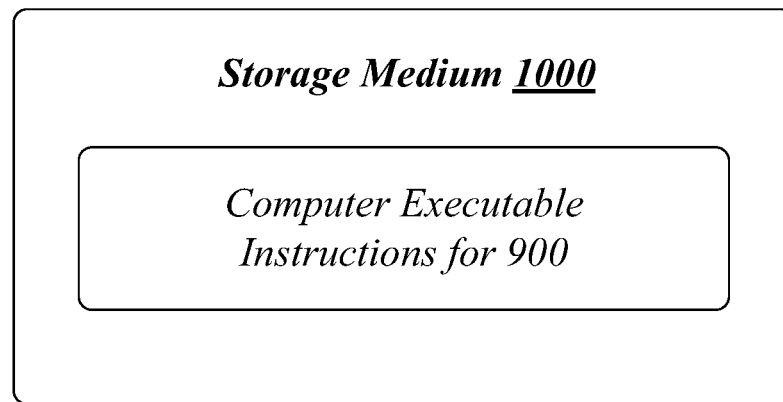 Storage Medium 1000
Computer Executable
Instructions for 900